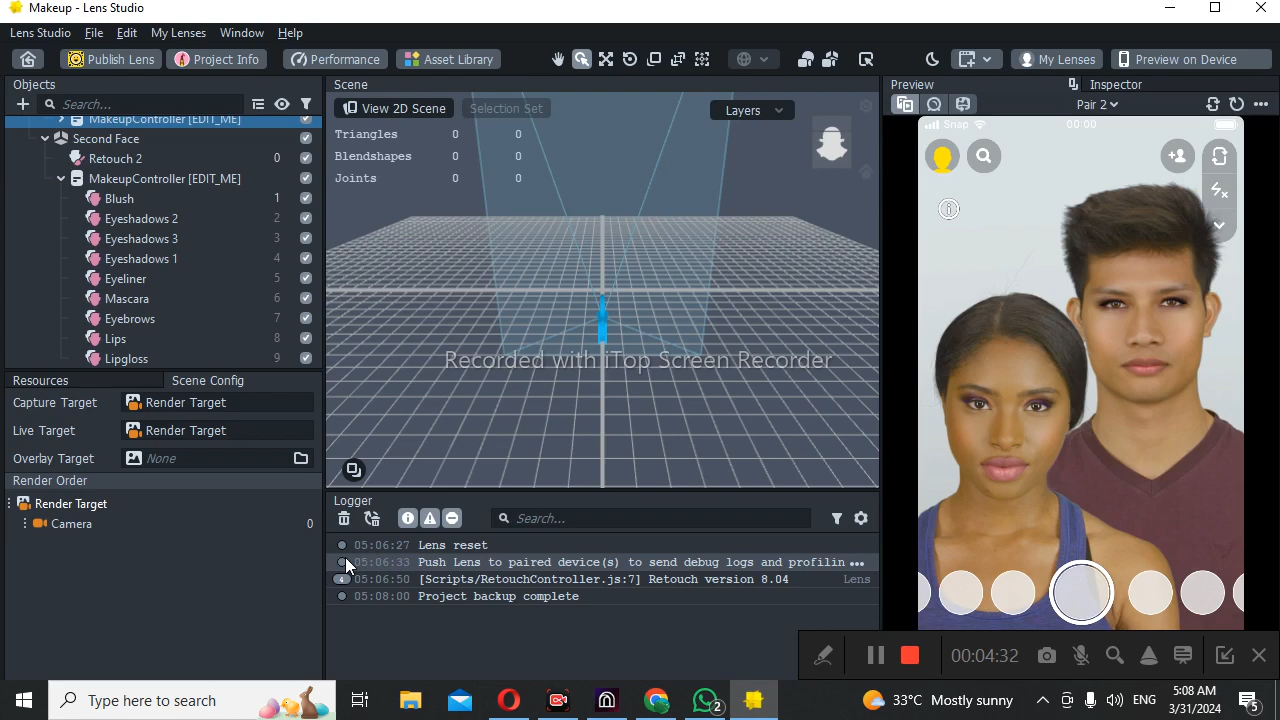 Makeup - Lens Studio
Lens Studio File Edit My Lenses Window Help
Publish Lens Project Info Performance Asset Library My Lenses Preview on Device
Objects
Search...
MakeupController [EDIT_ME]
Second Face
Retouch 2 0
MakeupController [EDIT_ME]
Blush 1
Eyeshadows 2 2
Eyeshadows 3 3
Eyeshadows 1 4
Eyeliner 5
Mascara 6
Eyebrows 7
Lips 8
Lipgloss 9
Resources Scene Config
Capture Target Render Target
Live Target Render Target
Overlay Target None
Render Order
Render Target
Camera 0
Scene
View 2D Scene Selection Set Layers
Triangles 0 0
Blendshapes 0 0
Joints 0 0
Recorded with iTop Screen Recorder
Logger
Search...
05:06:27 Lens reset
05:06:33 Push Lens to paired device(s) to send debug logs and profilin
4 05:06:50 [Scripts/RetouchController.js:7] Retouch version 8.04 Lens
05:08:00 Project backup complete
Preview Inspector
Pair 2
Snap 00:00
00:04:32
Type here to search
2
33°C Mostly sunny ENG
5:08 AM
3/31/2024
5